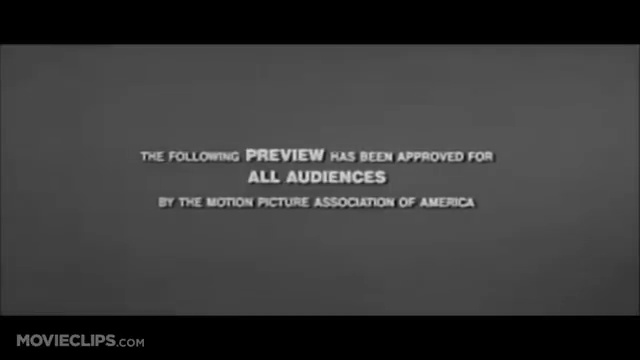 THE FOLLOWING PREVIEW HAS BEEN APPROVED FOR
ALL AUDIENCES
BY THE MOTION PICTURE ASSOCIATION OF AMERICA
MOVIECLIPS.COM